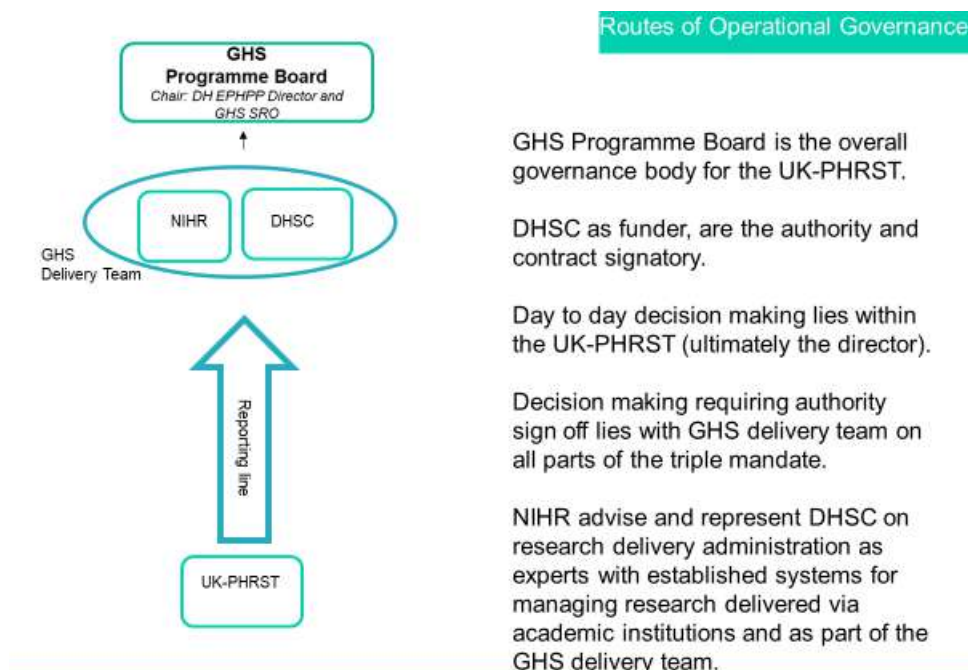 Routes of Operational Governance
GHS
Programme Board
Chair: DH EPHPP Director and
GHS SRO
NIHR
DHSC
GHS
Delivery Team
Reporting line
UK-PHRST
GHS Programme Board is the overall
governance body for the UK-PHRST.
DHSC as funder, are the authority and
contract signatory.
Day to day decision making lies within
the UK-PHRST (ultimately the director).
Decision making requiring authority
sign off lies with GHS delivery team on
all parts of the triple mandate.
NIHR advise and represent DHSC on
research delivery administration as
experts with established systems for
managing research delivered via
academic institutions and as part of the
GHS delivery team.